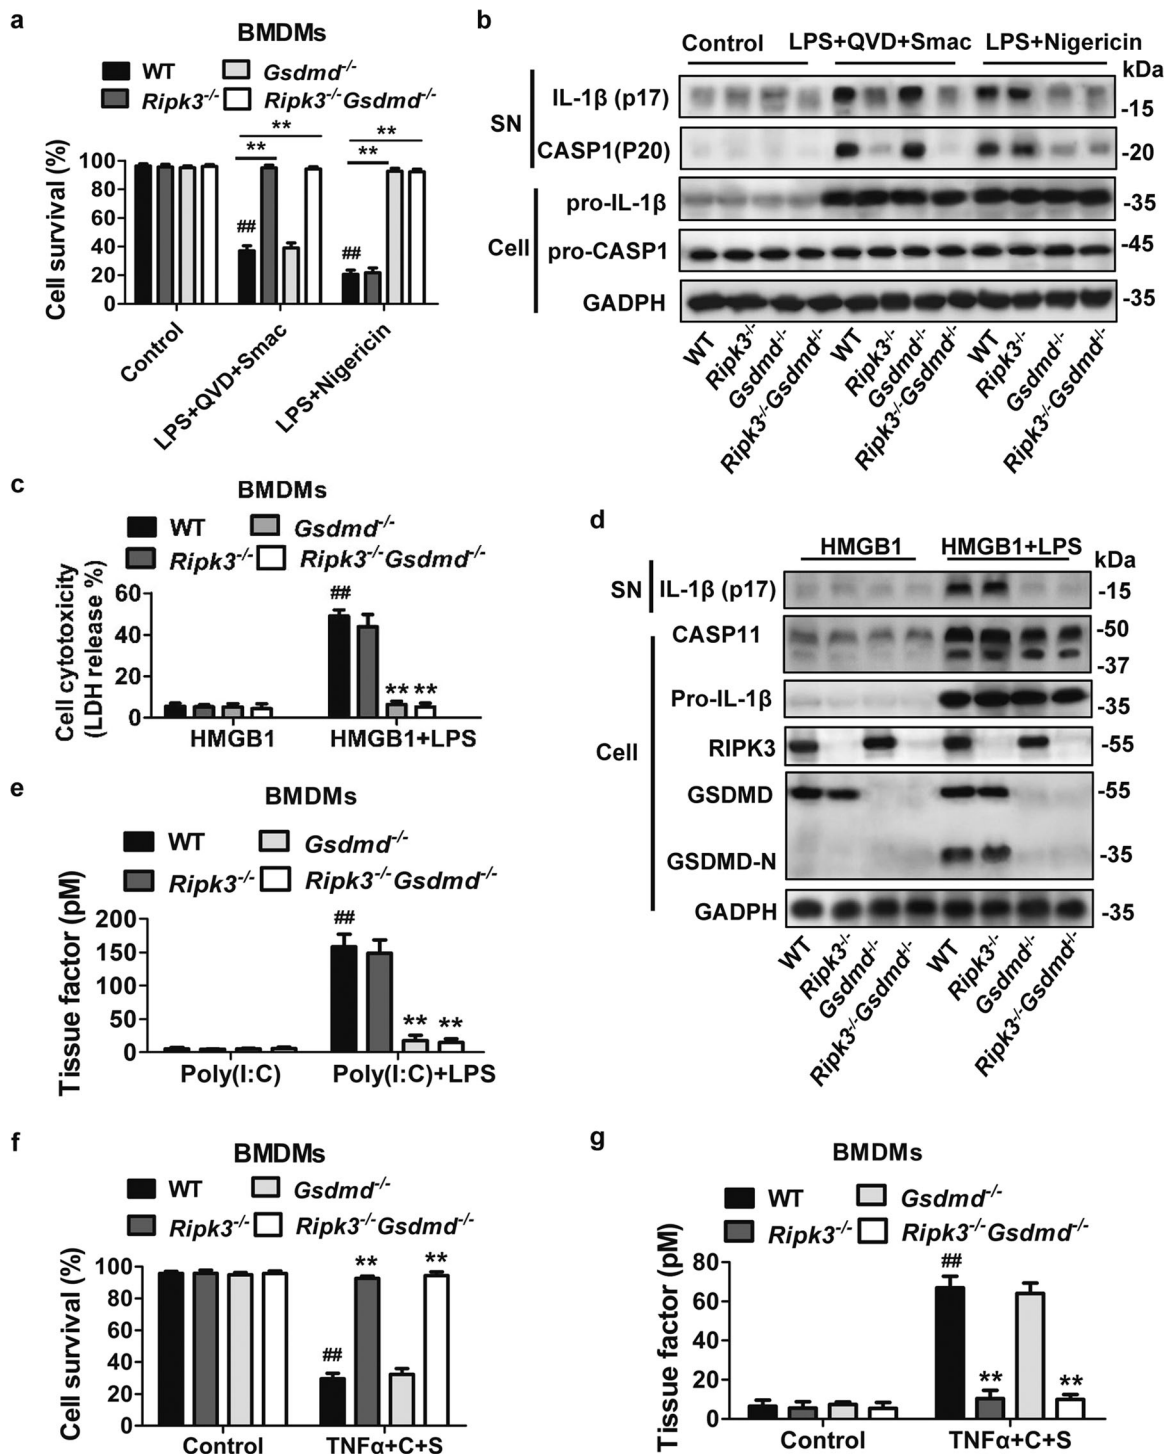 a
BMDMs
WT
Gsdmd-/-
Ripk3-/-
Ripk3-/-Gsdmd-/-
**
**
**
**
##
##
Cell survival (%)
100
80
60
40
20
0
Control
LPS+QVD+Smac
LPS+Nigericin
b
Control LPS+QVD+Smac LPS+Nigericin
kDa
SN
IL-1β (p17)
-15
CASP1(P20)
-20
Cell
pro-IL-1β
-35
pro-CASP1
-45
GADPH
-35
WT
Ripk3-/-
Gsdmd-/-
Ripk3-/-Gsdmd-/-
WT
Ripk3-/-
Gsdmd-/-
Ripk3-/-Gsdmd-/-
WT
Ripk3-/-
Gsdmd-/-
Ripk3-/-Gsdmd-/-
c
BMDMs
WT
Gsdmd-/-
Ripk3-/-
Ripk3-/-Gsdmd-/-
Cell cytotoxicity
(LDH release %)
60
40
20
0
##
** **
HMGB1
HMGB1+LPS
d
HMGB1 HMGB1+LPS
kDa
SN
IL-1β (p17)
-15
Cell
CASP11
-50
-37
Pro-IL-1β
-35
RIPK3
-55
GSDMD
-55
GSDMD-N
-35
GADPH
-35
WT
Ripk3-/-
Gsdmd-/-
Ripk3-/-Gsdmd-/-
WT
Ripk3-/-
Gsdmd-/-
Ripk3-/-Gsdmd-/-
e
BMDMs
WT
Gsdmd-/-
Ripk3-/-
Ripk3-/-Gsdmd-/-
Tissue factor (pM)
200
150
100
50
0
##
** **
Poly(I:C)
Poly(I:C)+LPS
f
BMDMs
WT
Gsdmd-/-
Ripk3-/-
Ripk3-/-Gsdmd-/-
Cell survival (%)
100
80
60
40
20
0
##
**
**
Control
TNFα+C+S
g
BMDMs
WT
Gsdmd-/-
Ripk3-/-
Ripk3-/-Gsdmd-/-
Tissue factor (pM)
80
60
40
20
0
##
**
**
Control
TNFα+C+S